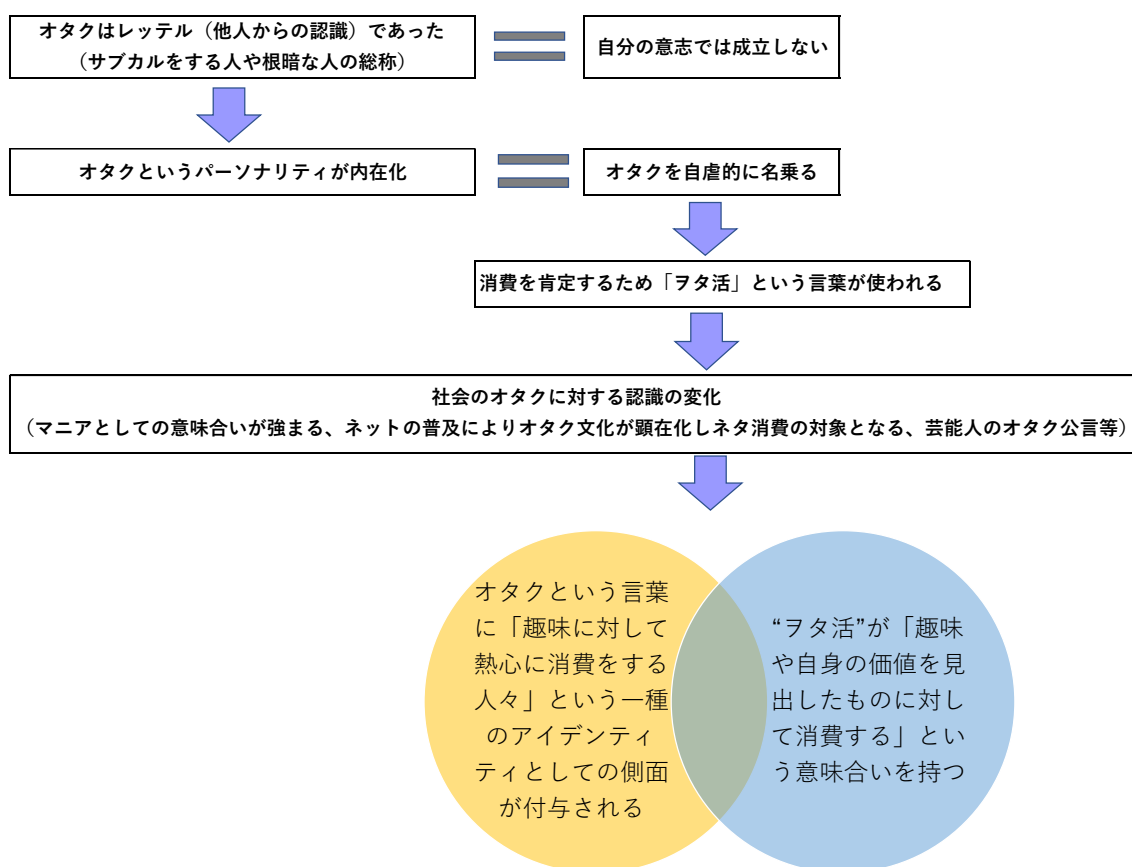 オタクはレッテル（他人からの認識）であった
（サブカルをする人や根暗な人の総称）
自分の意志では成立しない
オタクというパーソナリティが内在化
オタクを自虐的に名乗る
消費を肯定するため「ヲタ活」という言葉が使われる
社会のオタクに対する認識の変化
（マニアとしての意味合いが強まる、ネットの普及によりオタク文化が顕在化しネタ消費の対象となる、芸能人のオタク公言等）
オタクという言葉
に「趣味に対して
熱心に消費をする
人々」という一種
のアイデンティ
ティとしての側面
が付与される
“ヲタ活”が「趣味
や自身の価値を見
出したものに対し
て消費する」とい
う意味合いを持つ